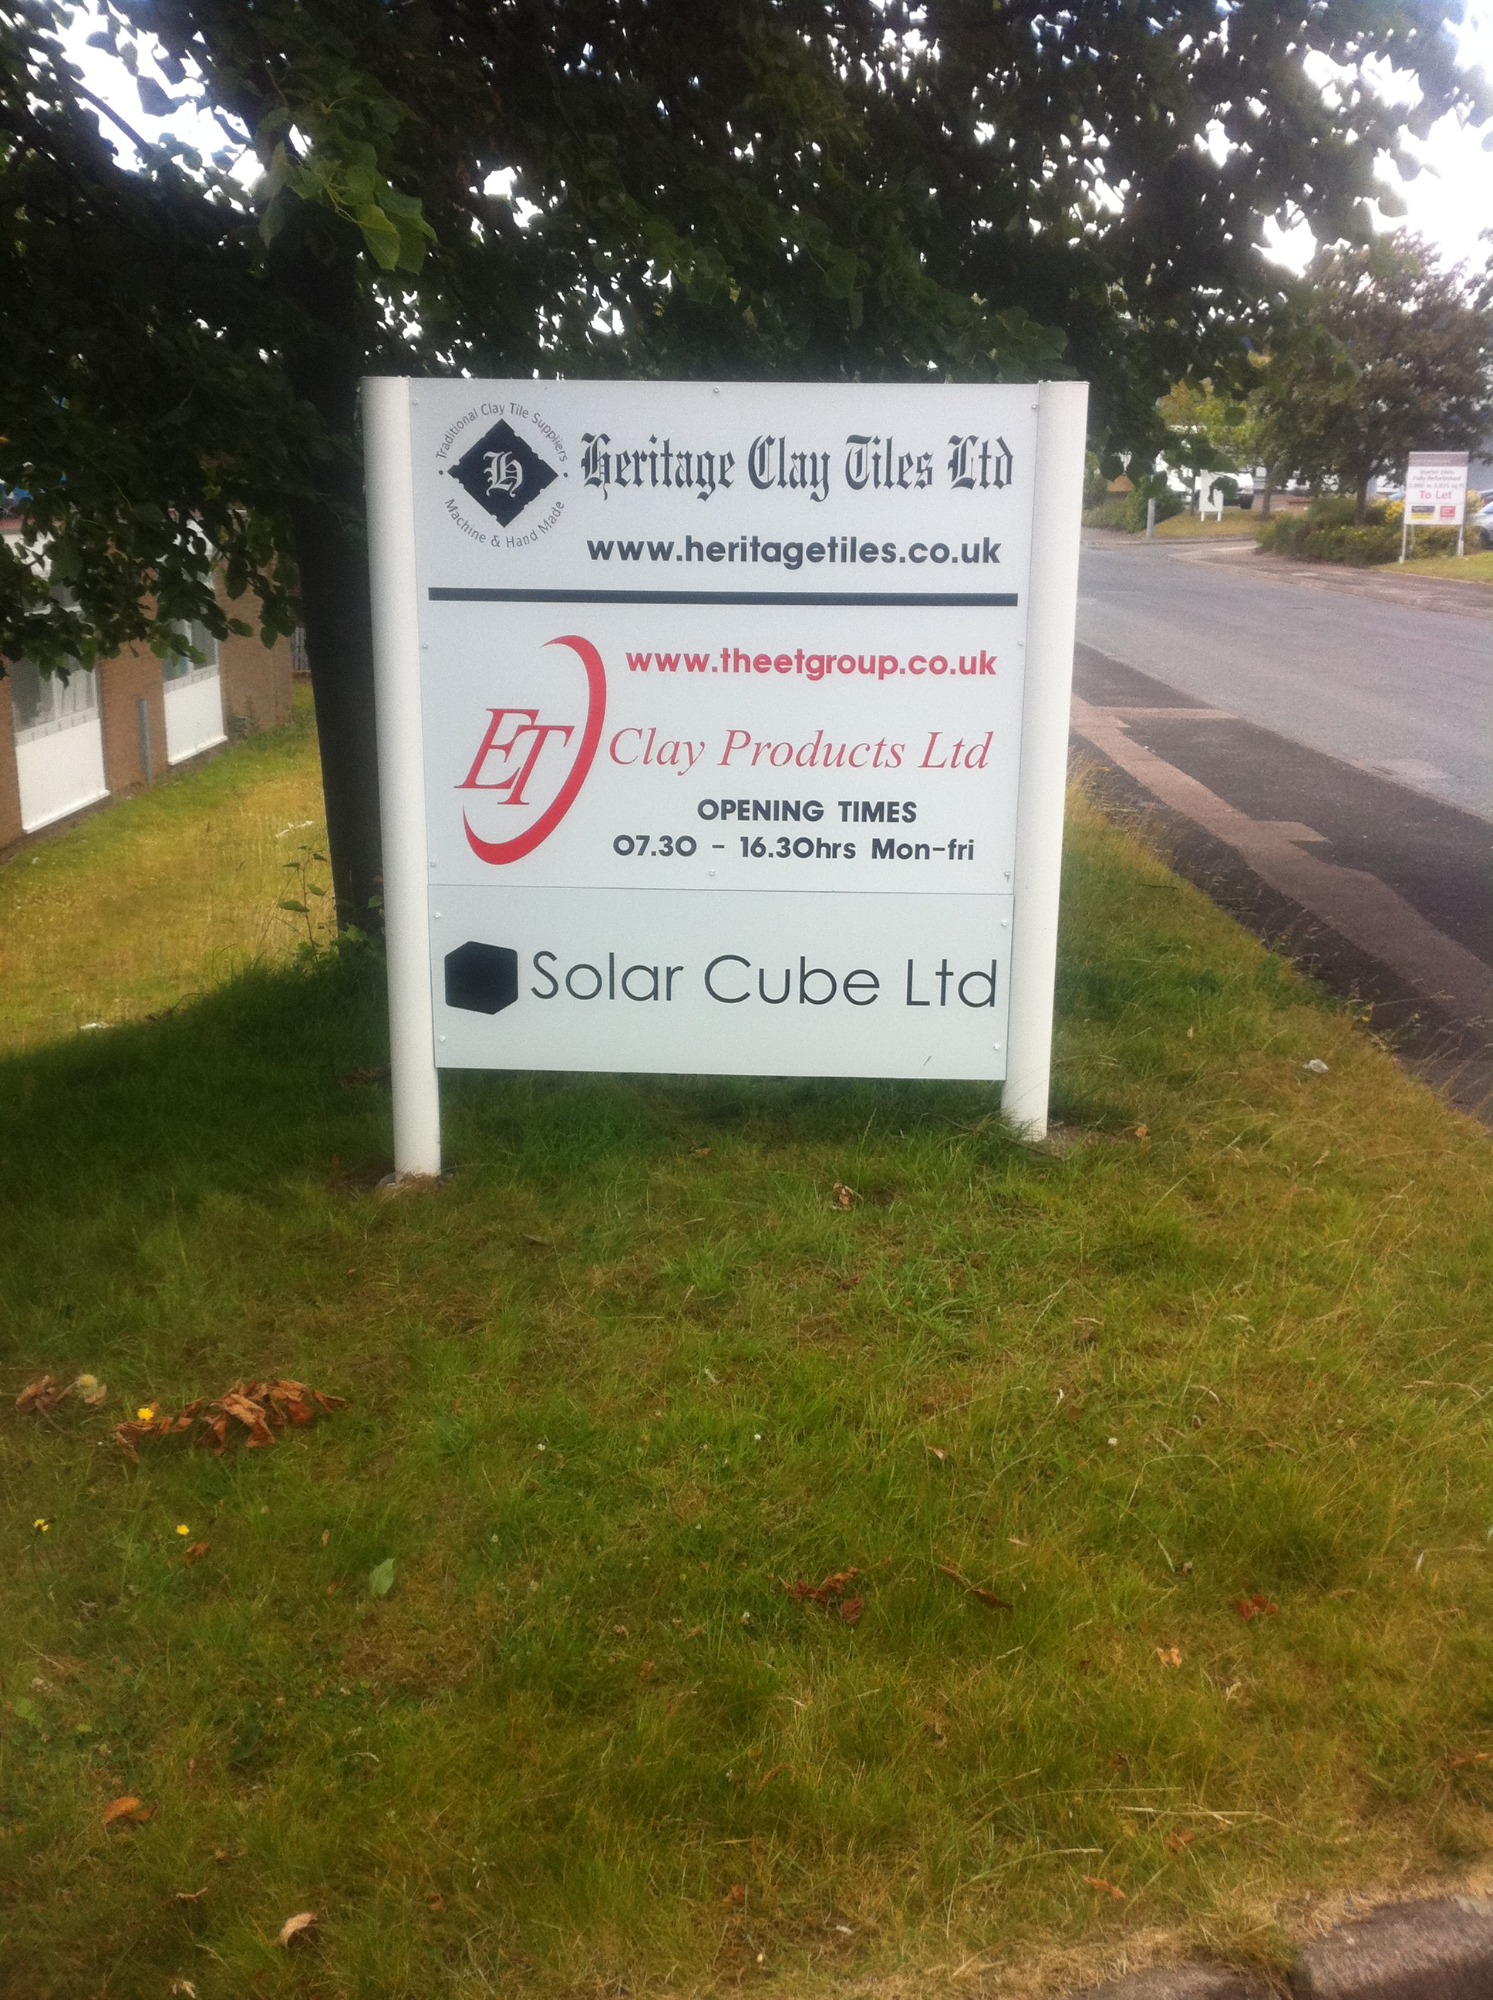 Traditional Clay Tile Suppliers
H
Machine & Hand Made
Heritage Clay Tiles Ltd
www.heritagetiles.co.uk
www.theetgroup.co.uk
ET Clay Products Ltd
OPENING TIMES
07.30 - 16.30hrs Mon-fri
Solar Cube Ltd
To Let